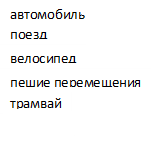 автомобиль
поезд
велосипед
пешие перемещения
трамвай